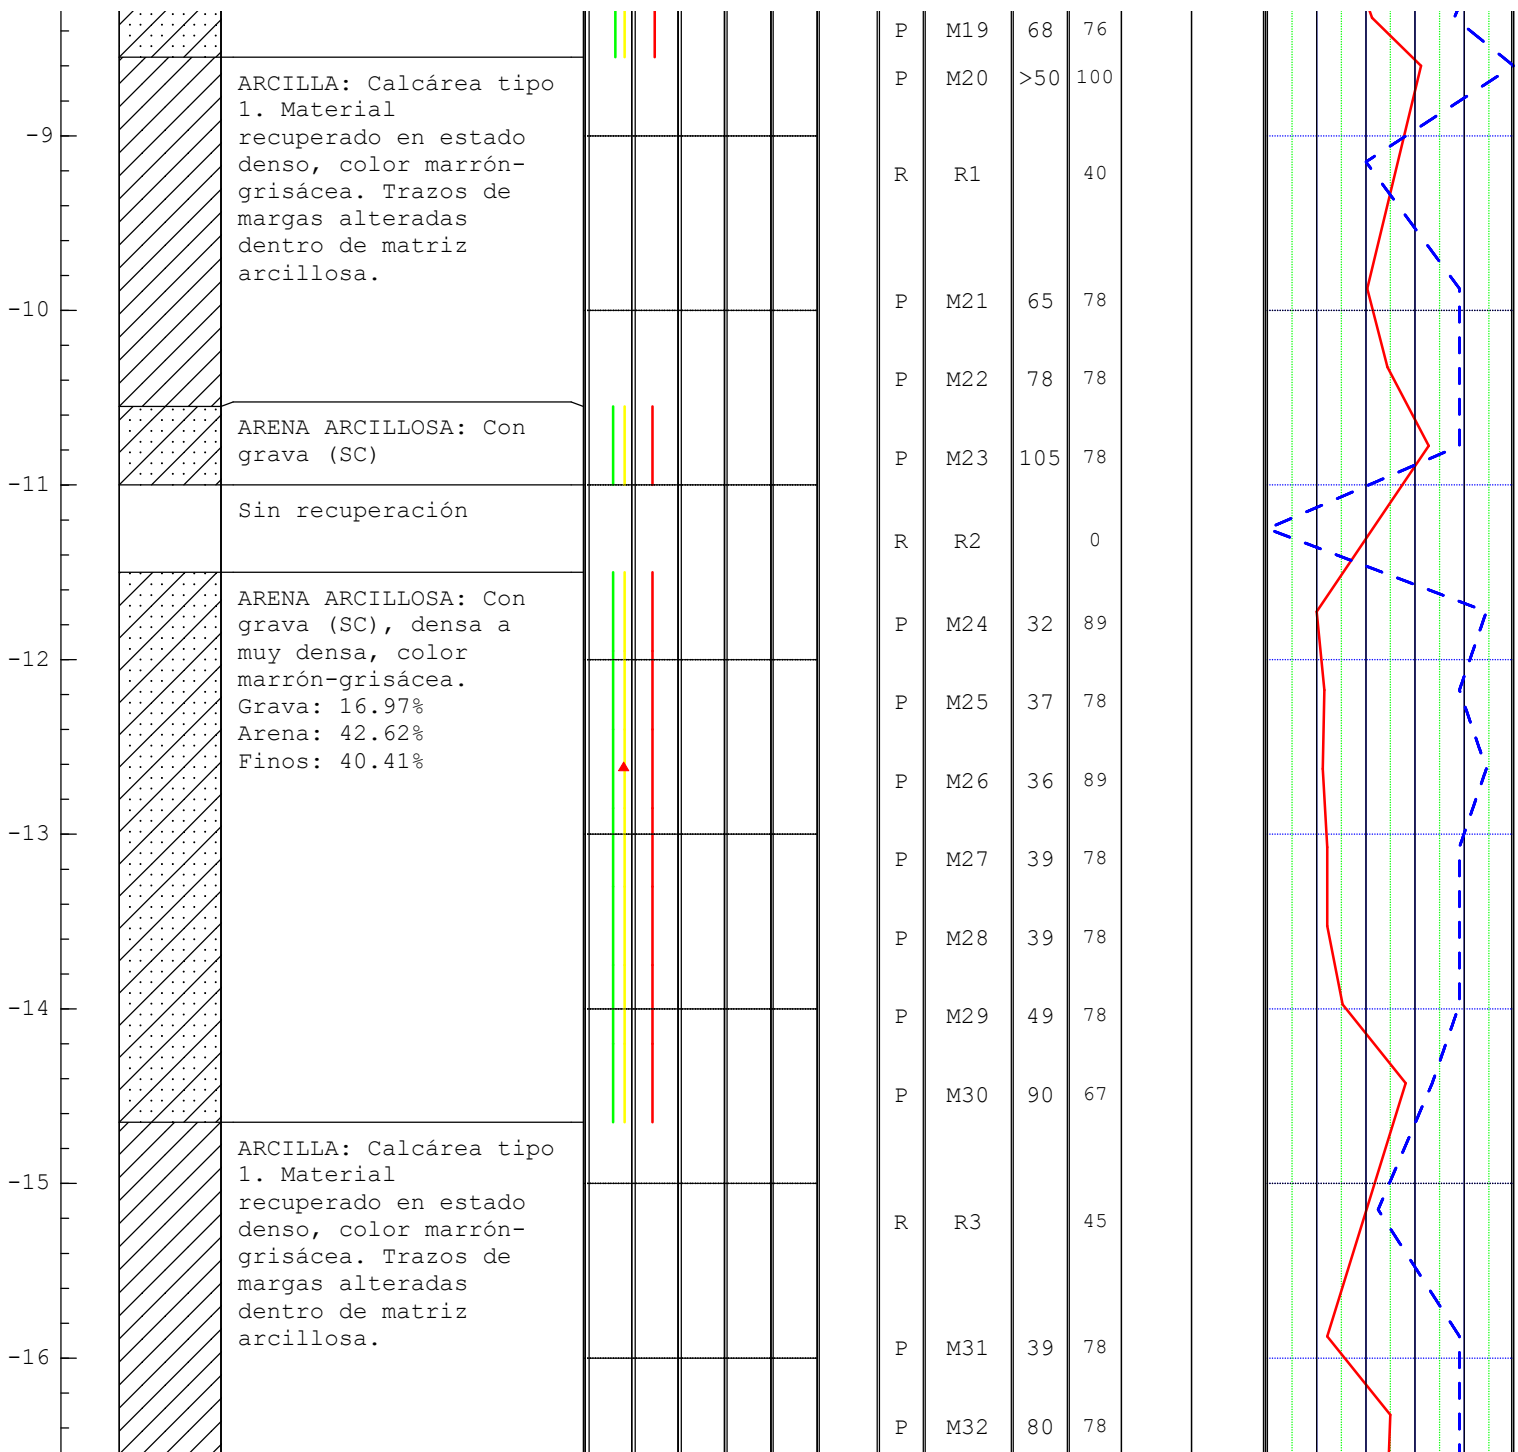 P M19 68 76
ARCILLA: Calcárea tipo
1. Material
recuperado en estado
denso, color marrón-
grisácea. Trazos de
margas alteradas
dentro de matriz
arcillosa.
P M20 >50 100
-9
R R1 40
P M21 65 78
-10
P M22 78 78
ARENA ARCILLOSA: Con
grava (SC)
P M23 105 78
-11
Sin recuperación
R R2 0
ARENA ARCILLOSA: Con
grava (SC), densa a
muy densa, color
marrón-grisácea.
Grava: 16.97%
Arena: 42.62%
Finos: 40.41%
P M24 32 89
-12
P M25 37 78
P M26 36 89
-13
P M27 39 78
P M28 39 78
-14
P M29 49 78
P M30 90 67
ARCILLA: Calcárea tipo
1. Material
recuperado en estado
denso, color marrón-
grisácea. Trazos de
margas alteradas
dentro de matriz
arcillosa.
-15
R R3 45
P M31 39 78
-16
P M32 80 78